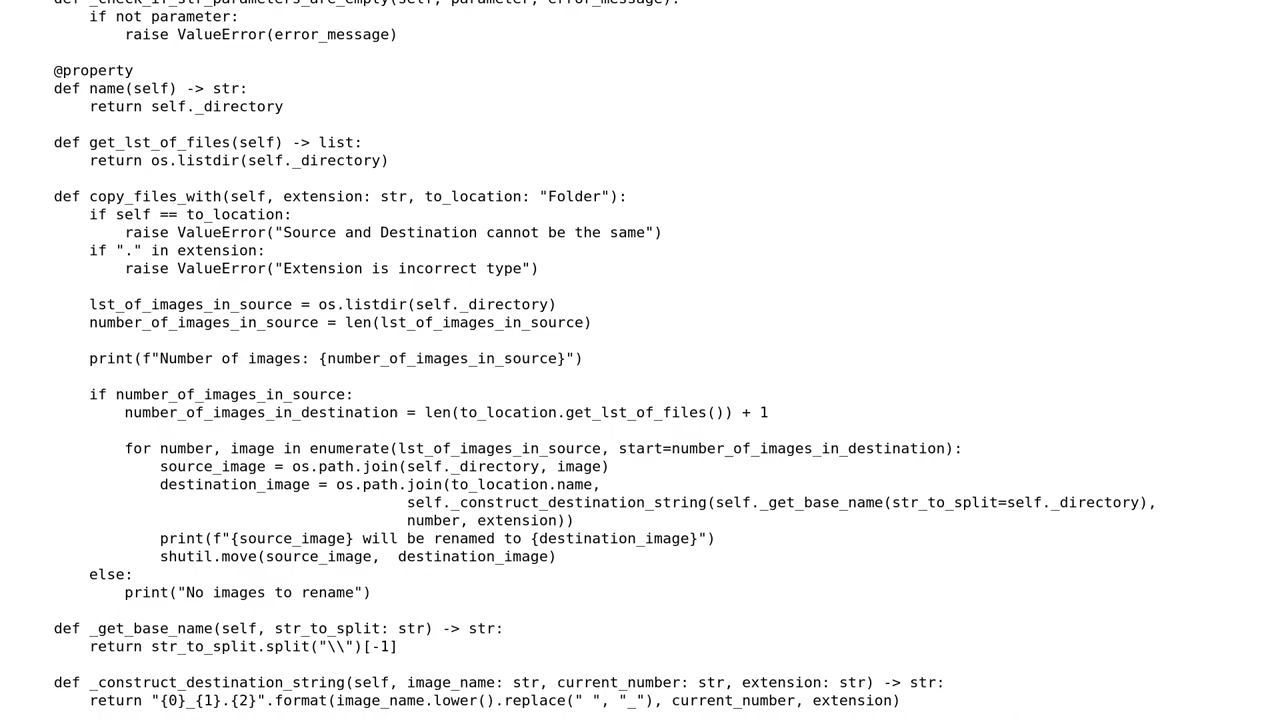 def _check_if_str_parameters_are_empty(self, parameter, error_message):
    if not parameter:
        raise ValueError(error_message)

@property
def name(self) -> str:
    return self._directory

def get_lst_of_files(self) -> list:
    return os.listdir(self._directory)

def copy_files_with(self, extension: str, to_location: "Folder"):
    if self == to_location:
        raise ValueError("Source and Destination cannot be the same")
    if "." in extension:
        raise ValueError("Extension is incorrect type")

    lst_of_images_in_source = os.listdir(self._directory)
    number_of_images_in_source = len(lst_of_images_in_source)

    print(f"Number of images: {number_of_images_in_source}")

    if number_of_images_in_source:
        number_of_images_in_destination = len(to_location.get_lst_of_files()) + 1

        for number, image in enumerate(lst_of_images_in_source, start=number_of_images_in_destination):
            source_image = os.path.join(self._directory, image)
            destination_image = os.path.join(to_location.name,
                                        self._construct_destination_string(self._get_base_name(str_to_split=self._directory),
                                        number, extension))
            print(f"{source_image} will be renamed to {destination_image}")
            shutil.move(source_image,  destination_image)
    else:
        print("No images to rename")

def _get_base_name(self, str_to_split: str) -> str:
    return str_to_split.split("\\")[-1]

def _construct_destination_string(self, image_name: str, current_number: str, extension: str) -> str:
    return "{0}_{1}.{2}".format(image_name.lower().replace(" ", "_"), current_number, extension)